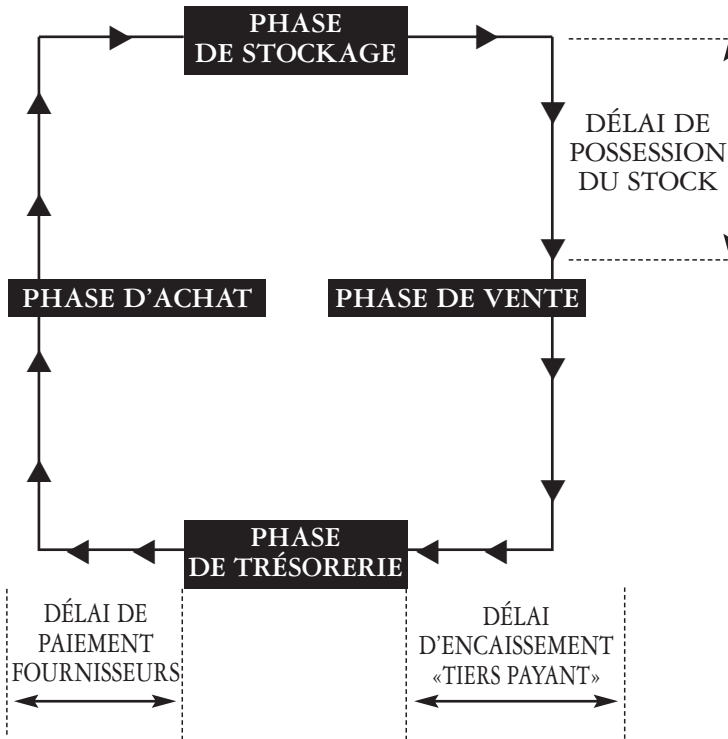 PHASE
DE STOCKAGE
DÉLAI DE
POSSESSION
DU STOCK
PHASE D'ACHAT
PHASE DE VENTE
PHASE
DE TRÉSORERIE
DÉLAI DE
PAIEMENT
FOURNISSEURS
DÉLAI
D'ENCAISSEMENT
«TIERS PAYANT»